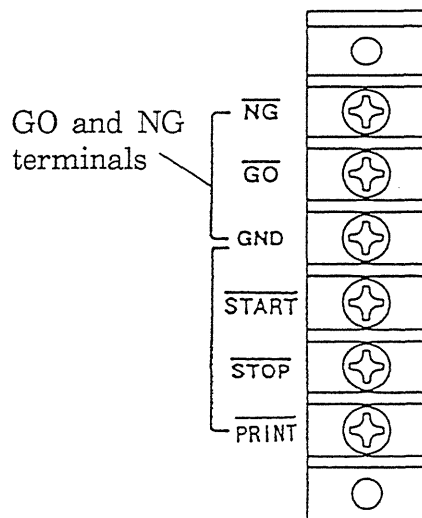 NG
GO and NG
terminals
GO
GND
START
STOP
PRINT